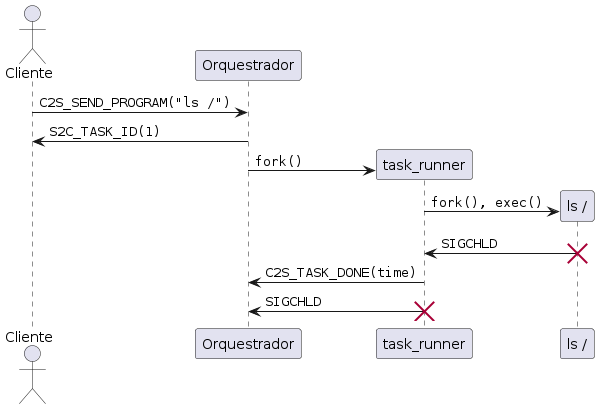 Cliente
Orquestrador
C2S_SEND_PROGRAM("ls /")
S2C_TASK_ID(1)
fork()
task_runner
fork(), exec()
ls /
SIGCHLD
C2S_TASK_DONE(time)
SIGCHLD
Cliente
Orquestrador
task_runner
ls /